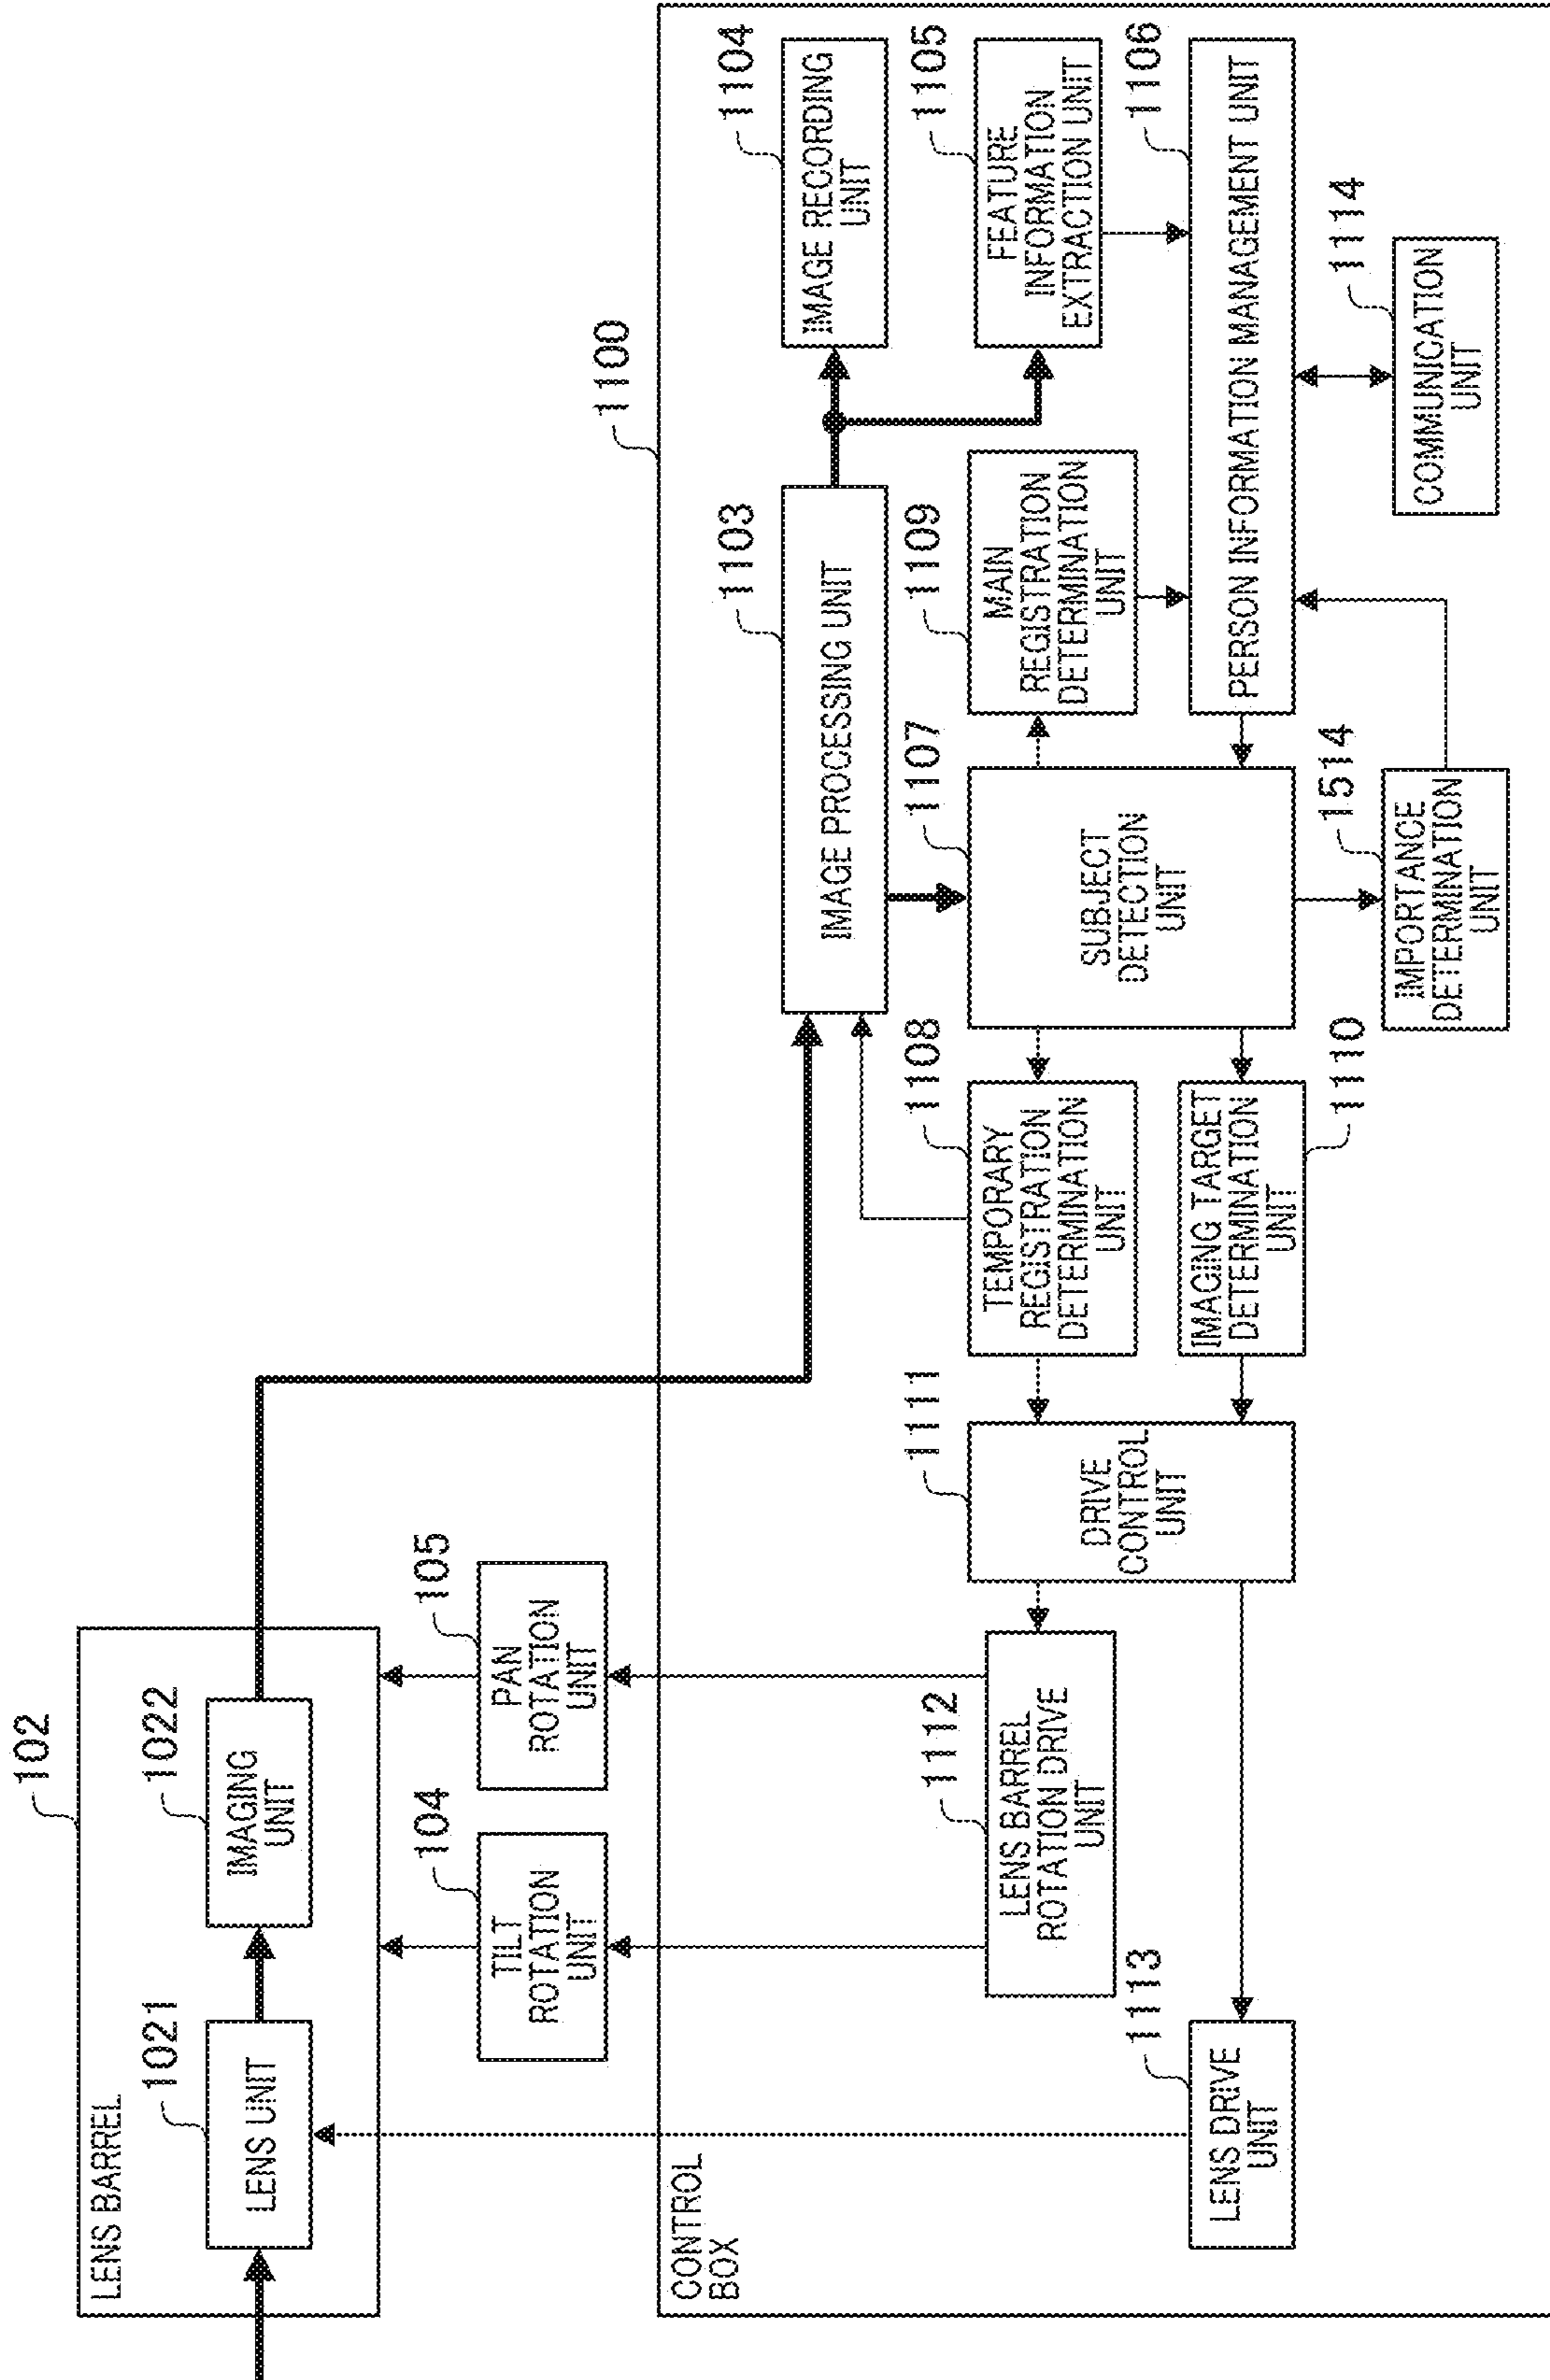 102
LENS BARREL
1021
LENS UNIT
1022
IMAGING
UNIT
104
TILT
ROTATION
UNIT
105
PAN
ROTATION
UNIT
1100
CONTROL
BOX
1103
IMAGE PROCESSING UNIT
1104
IMAGE RECORDING
UNIT
1105
FEATURE
INFORMATION
EXTRACTION UNIT
1112
LENS BARREL
ROTATION DRIVE
UNIT
1111
DRIVE
CONTROL
UNIT
1108
TEMPORARY
REGISTRATION
DETERMINATION
UNIT
1107
SUBJECT
DETECTION
UNIT
1109
MAIN
REGISTRATION
DETERMINATION
UNIT
1106
PERSON INFORMATION MANAGEMENT UNIT
1113
LENS DRIVE
UNIT
IMAGING TARGET
DETERMINATION
UNIT
1110
1514
IMPORTANCE
DETERMINATION
UNIT
1114
COMMUNICATION
UNIT